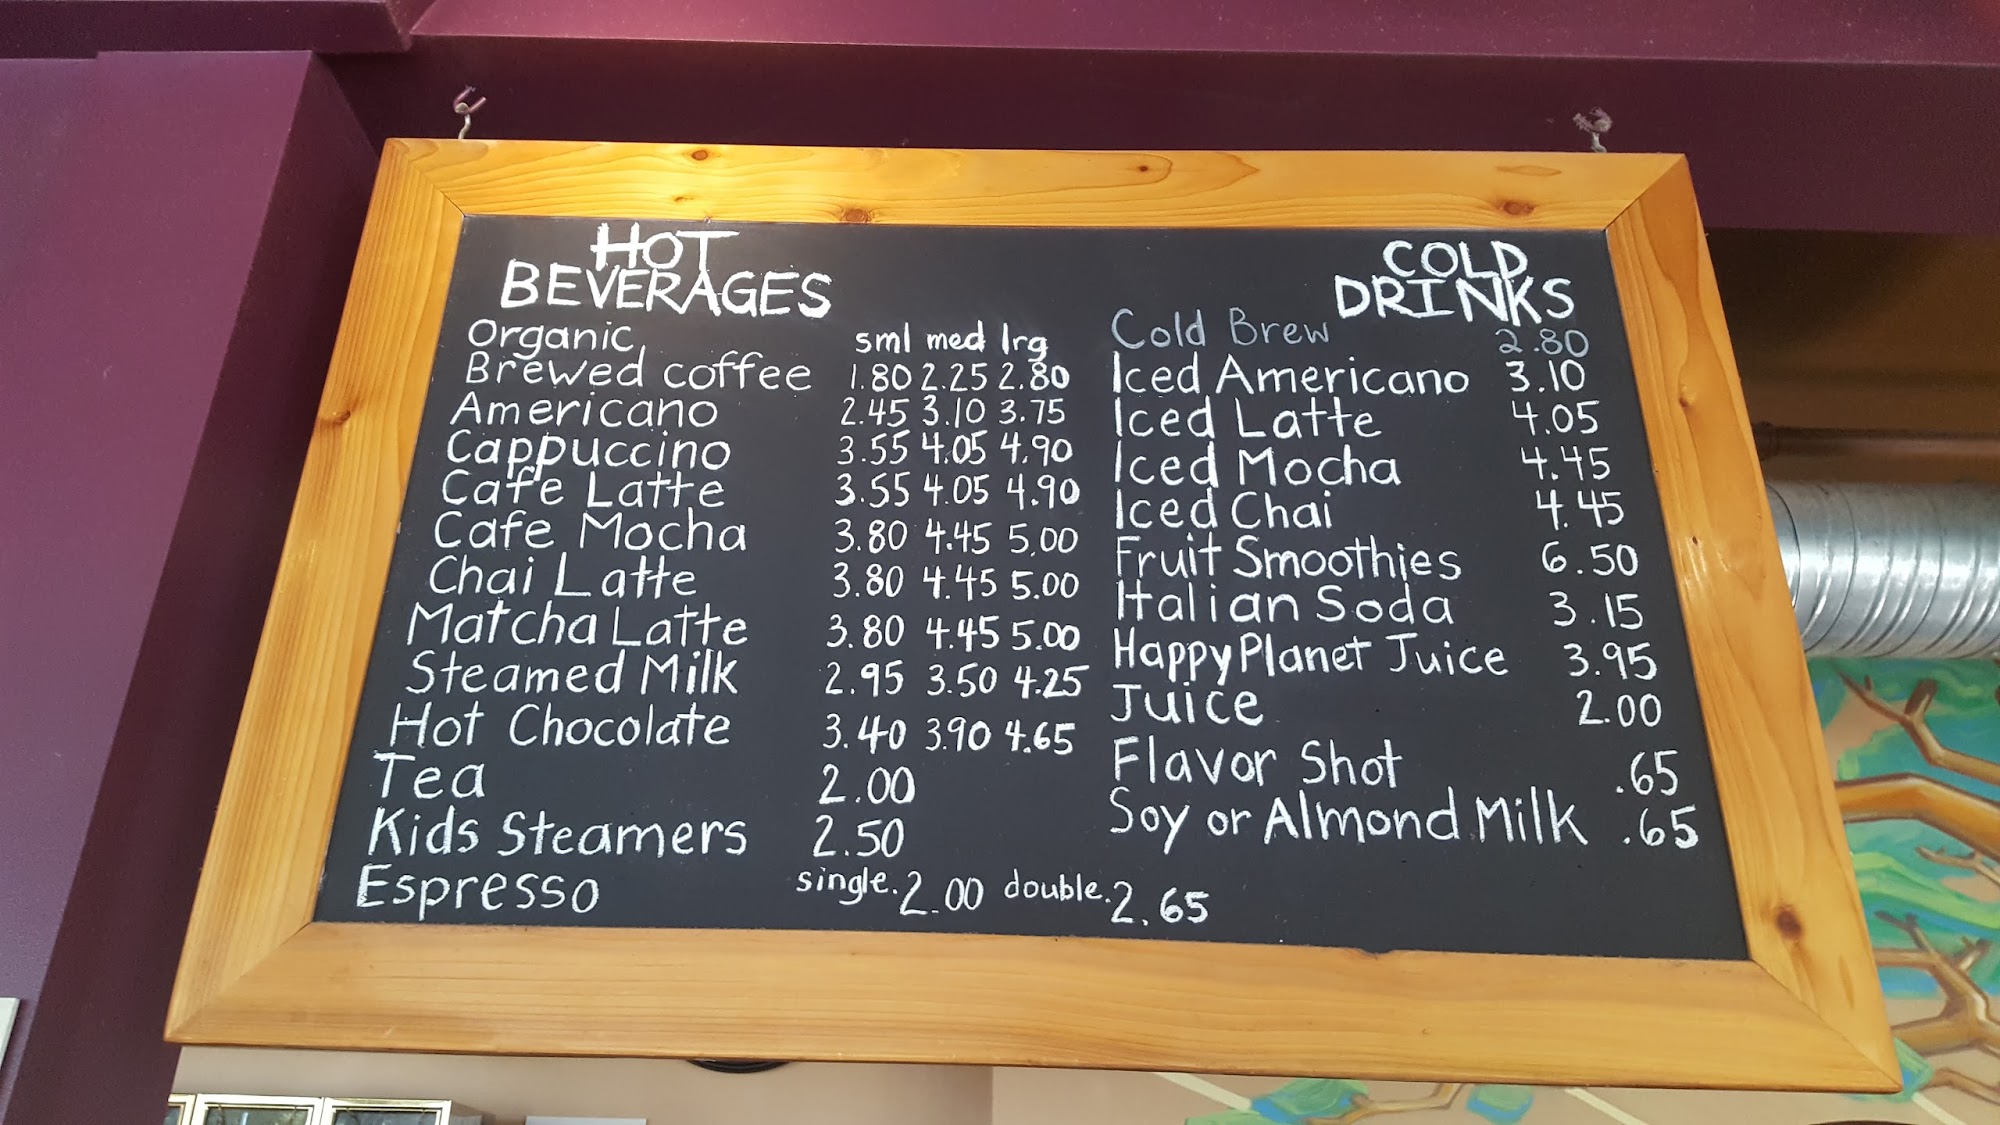 HOT
BEVERAGES
Organic sml med lrg
Brewed coffee 1.80 2.25 2.80
Americano 2.45 3.10 3.75
Cappuccino 3.55 4.05 4.90
Cafe Latte 3.55 4.05 4.90
Cafe Mocha 3.80 4.45 5.00
Chai Latte 3.80 4.45 5.00
Matcha Latte 3.80 4.45 5.00
Steamed Milk 2.95 3.50 4.25
Hot Chocolate 3.40 3.90 4.65
Tea 2.00
Kids Steamers 2.50
Espresso single. 2.00 double. 2.65
COLD
DRINKS
Cold Brew 2.80
Iced Americano 3.10
Iced Latte 4.05
Iced Mocha 4.45
Iced Chai 4.45
Fruit Smoothies 6.50
Italian Soda 3.15
Happy Planet Juice 3.95
Juice 2.00
Flavor Shot .65
Soy or Almond Milk .65